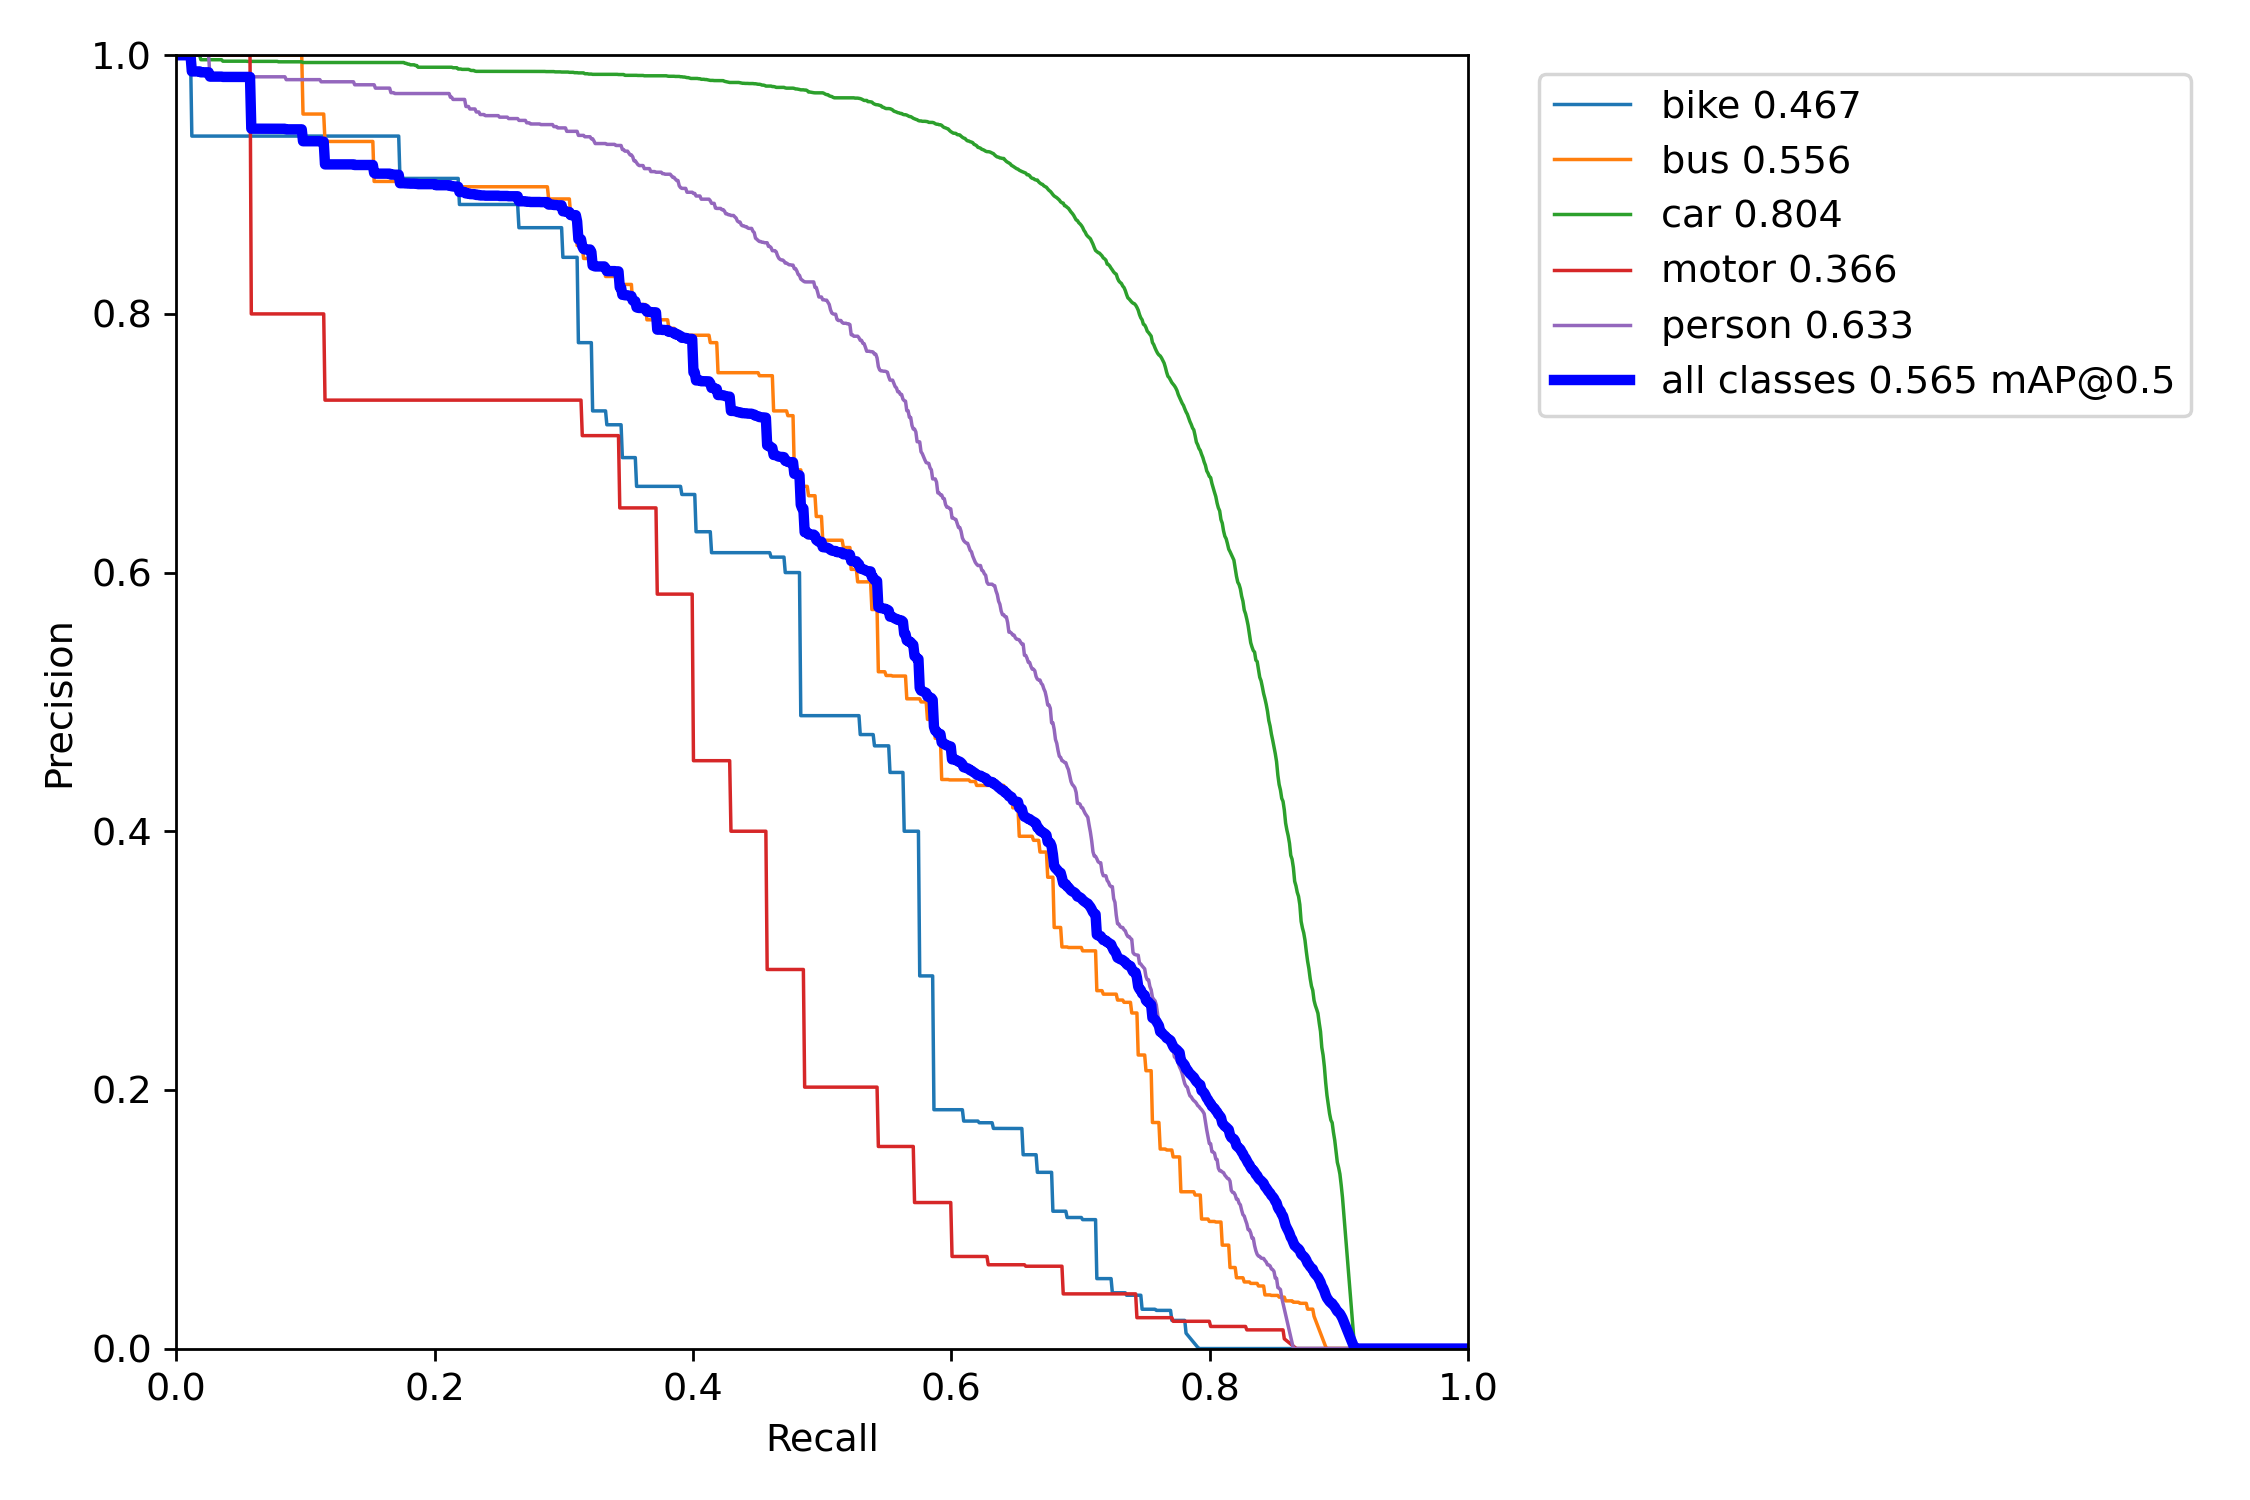 1.0
0.8
0.6
0.4
0.2
0.0
Precision
0.0 0.2 0.4 0.6 0.8 1.0
Recall
bike 0.467
bus 0.556
car 0.804
motor 0.366
person 0.633
all classes 0.565 mAP@0.5